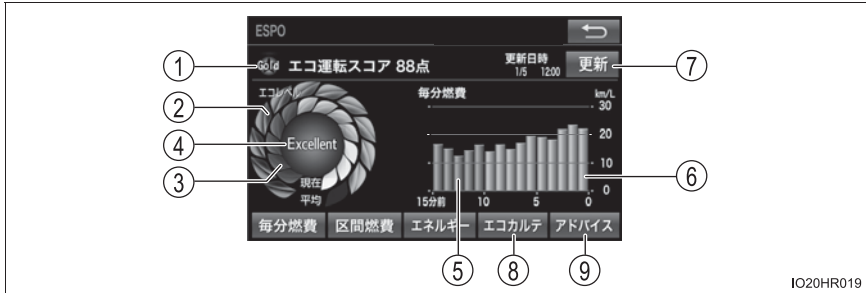 ESPO
① Gold エコ運転スコア 88点 更新日時 1/5 12:00 更新 ⑦
② エコレベル 毎分燃費 km/L
30
④ Excellent 20
③ 10 ⑥
現在 0
平均 15分前 10 5 0
毎分燃費 区間燃費 エネルギー エコカルテ アドバイス
⑤ ⑧ ⑨
IO20HR019